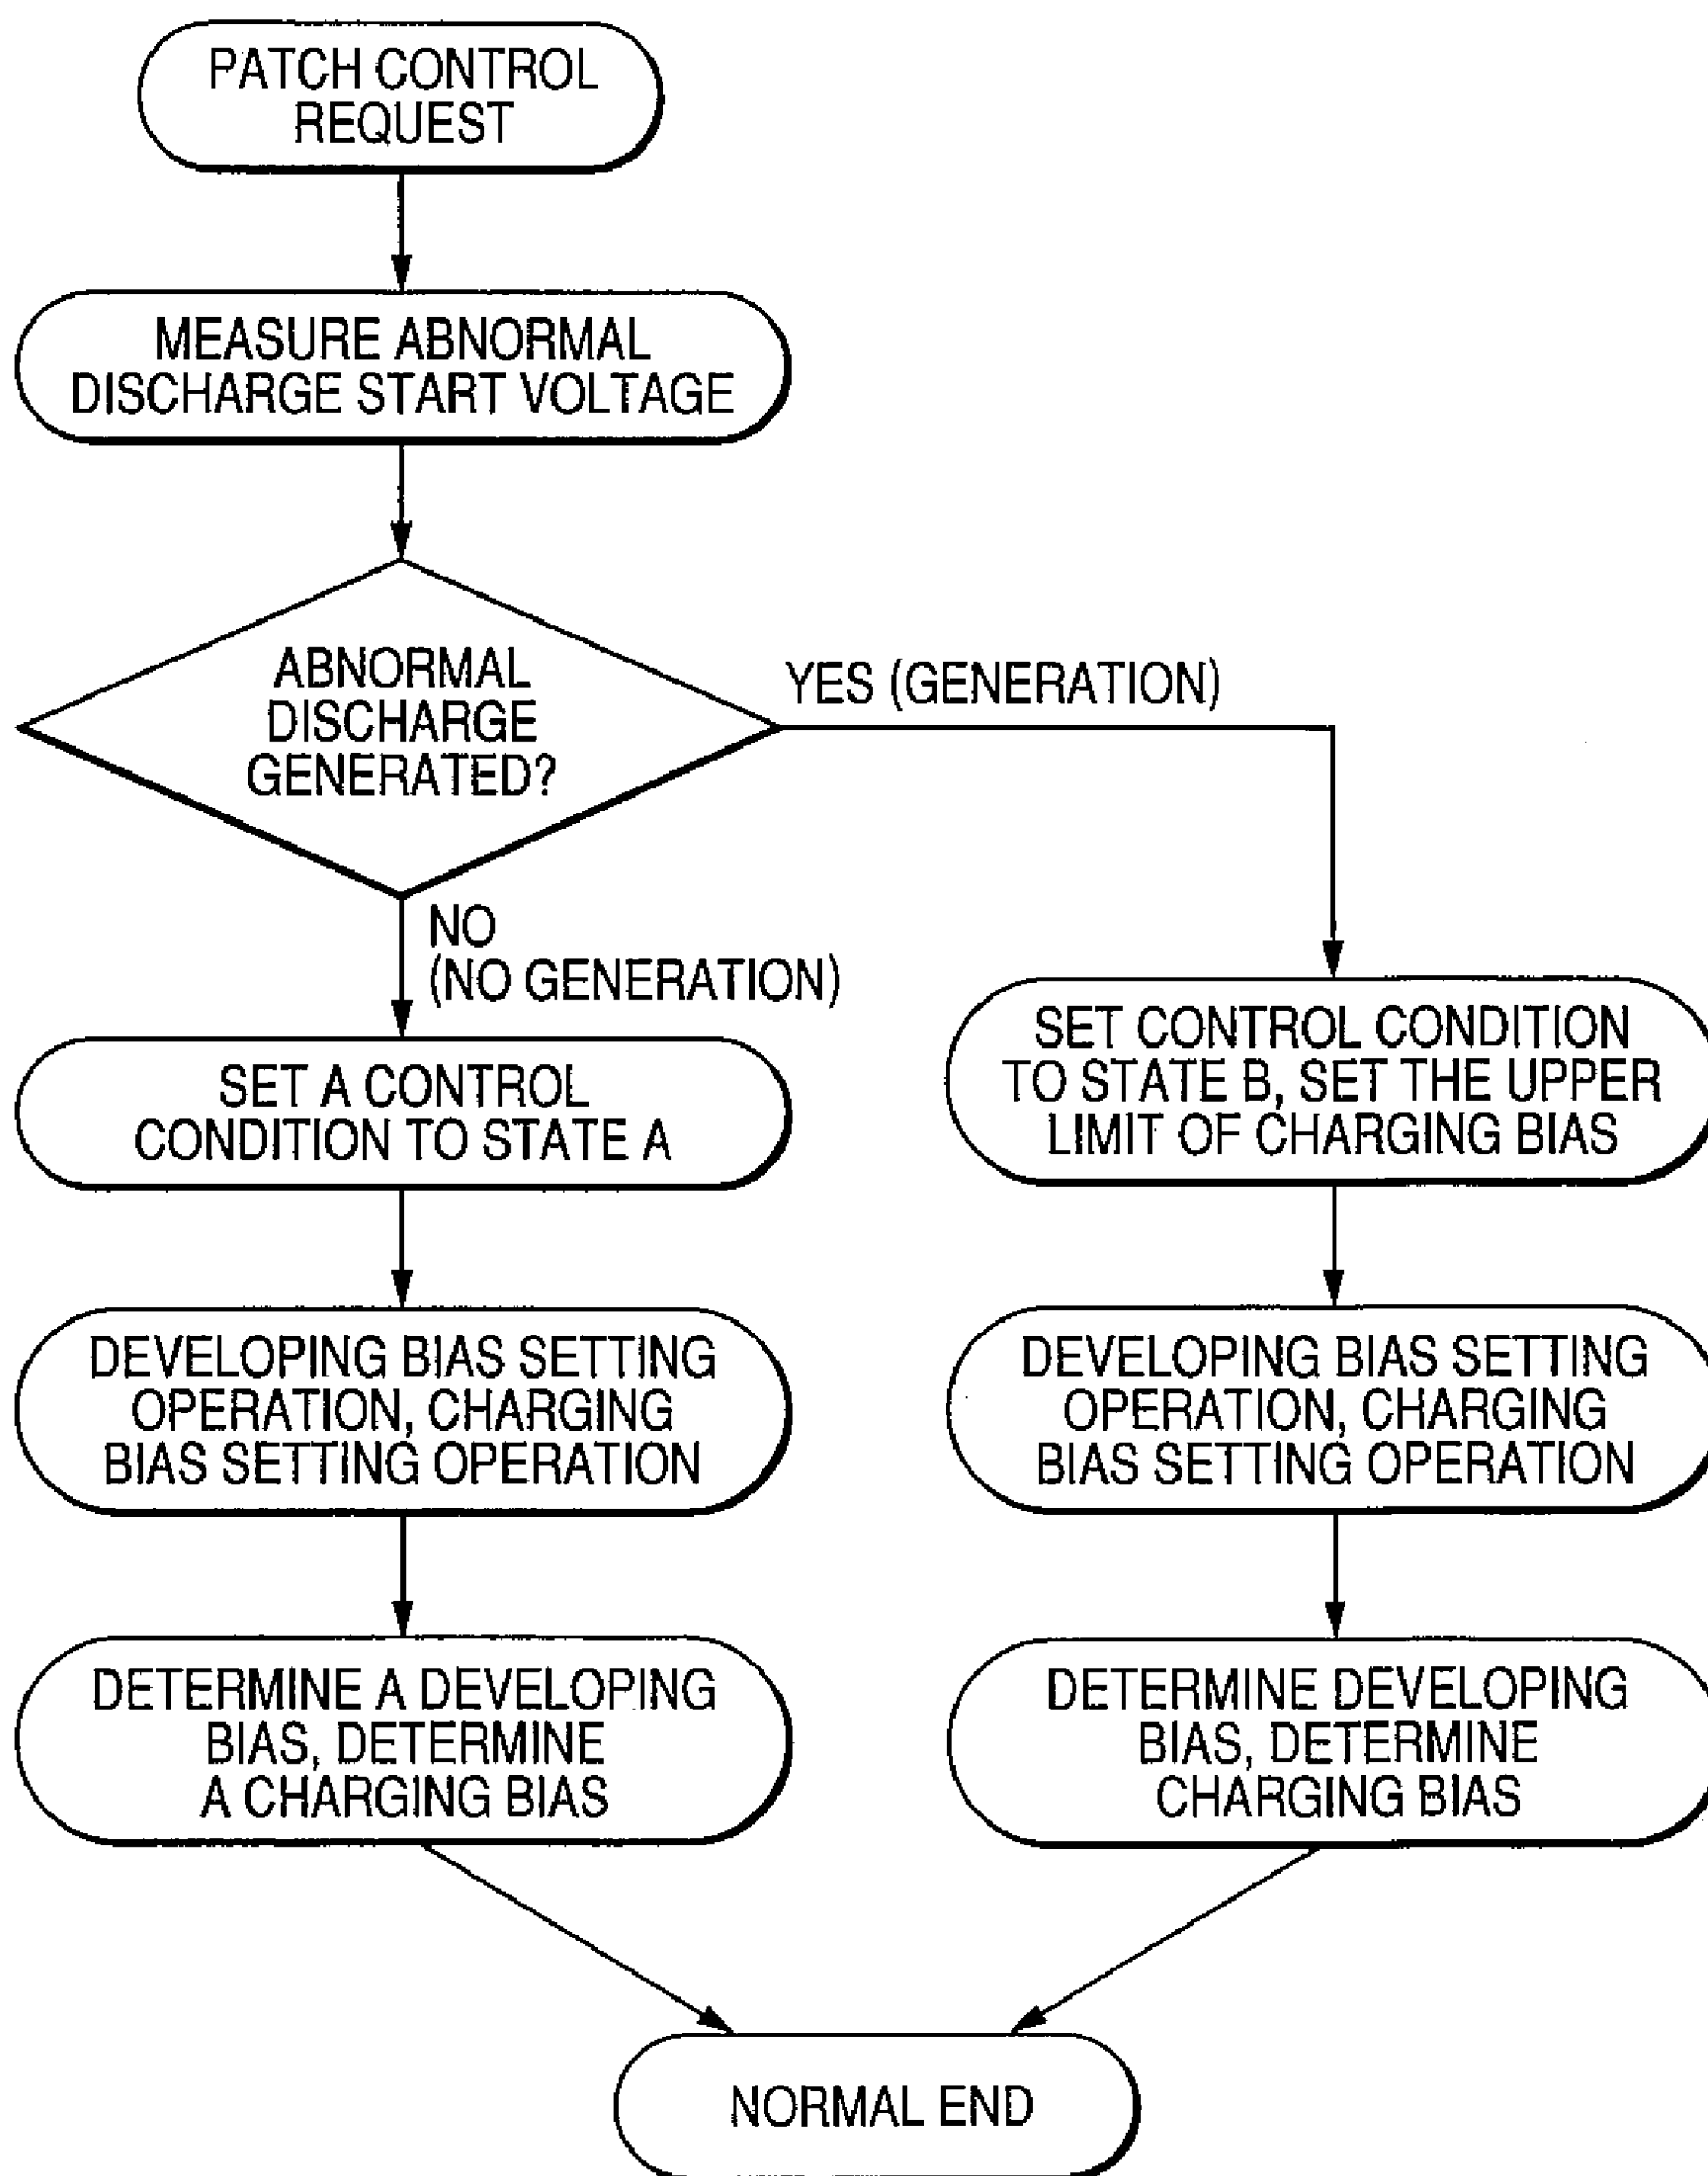 PATCH CONTROL
REQUEST
MEASURE ABNORMAL
DISCHARGE START VOLTAGE
ABNORMAL
DISCHARGE
GENERATED?
YES (GENERATION)
NO
(NO GENERATION)
SET A CONTROL
CONDITION TO STATE A
DEVELOPING BIAS SETTING
OPERATION, CHARGING
BIAS SETTING OPERATION
DETERMINE A DEVELOPING
BIAS, DETERMINE
A CHARGING BIAS
SET CONTROL CONDITION
TO STATE B, SET THE UPPER
LIMIT OF CHARGING BIAS
DEVELOPING BIAS SETTING
OPERATION, CHARGING
BIAS SETTING OPERATION
DETERMINE DEVELOPING
BIAS, DETERMINE
CHARGING BIAS
NORMAL END